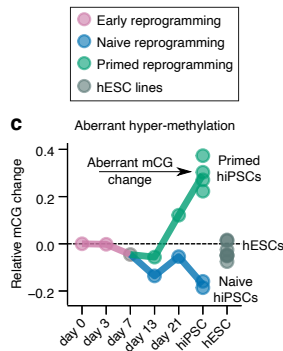 Early reprogramming
Naive reprogramming
Primed reprogramming
hESC lines
c
Aberrant hyper-methylation
Relative mCG change
0.4
0.2
0.0
−0.2
Aberrant mCG
change
Primed
hiPSCs
hESCs
Naive
hiPSCs
day 0
day 3
day 7
day 13
day 21
hiPSC
hESC